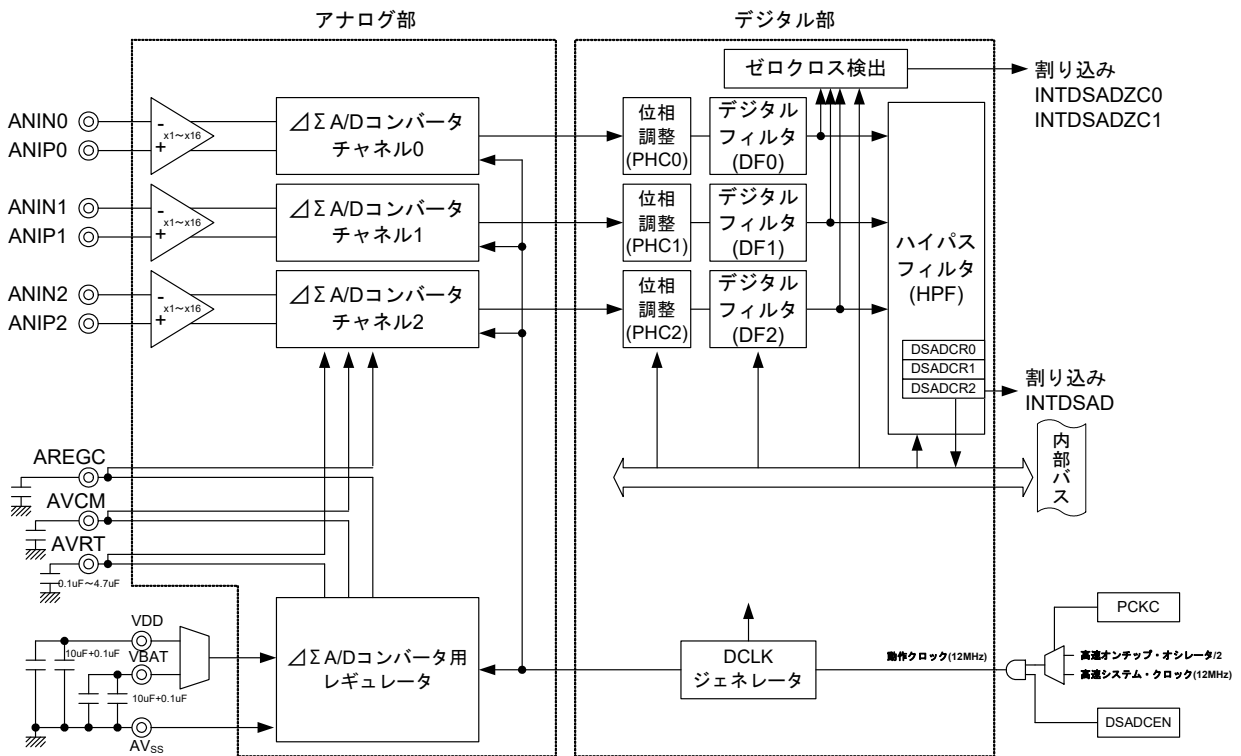 アナログ部
デジタル部
ゼロクロス検出
割り込み
INTDSADZC0
INTDSADZC1
ANIN0
ANIP0
-
+
x1~x16
⊿Σ A/Dコンバータ
チャネル0
位相
調整
(PHC0)
デジタル
フィルタ
(DF0)
ANIN1
ANIP1
-
+
x1~x16
⊿Σ A/Dコンバータ
チャネル1
位相
調整
(PHC1)
デジタル
フィルタ
(DF1)
ハイパス
フィルタ
(HPF)
ANIN2
ANIP2
-
+
x1~x16
⊿Σ A/Dコンバータ
チャネル2
位相
調整
(PHC2)
デジタル
フィルタ
(DF2)
DSADCR0
DSADCR1
DSADCR2
割り込み
INTDSAD
内部バス
AREGC
AVCM
AVRT
0.1uF~4.7uF
VDD
10uF+0.1uF
VBAT
10uF+0.1uF
AVSS
⊿Σ A/Dコンバータ用
レギュレータ
DCLK
ジェネレータ
動作クロック(12MHz)
PCKC
高速オンチップ・オシレータ/2
高速システム・クロック(12MHz)
DSADCEN